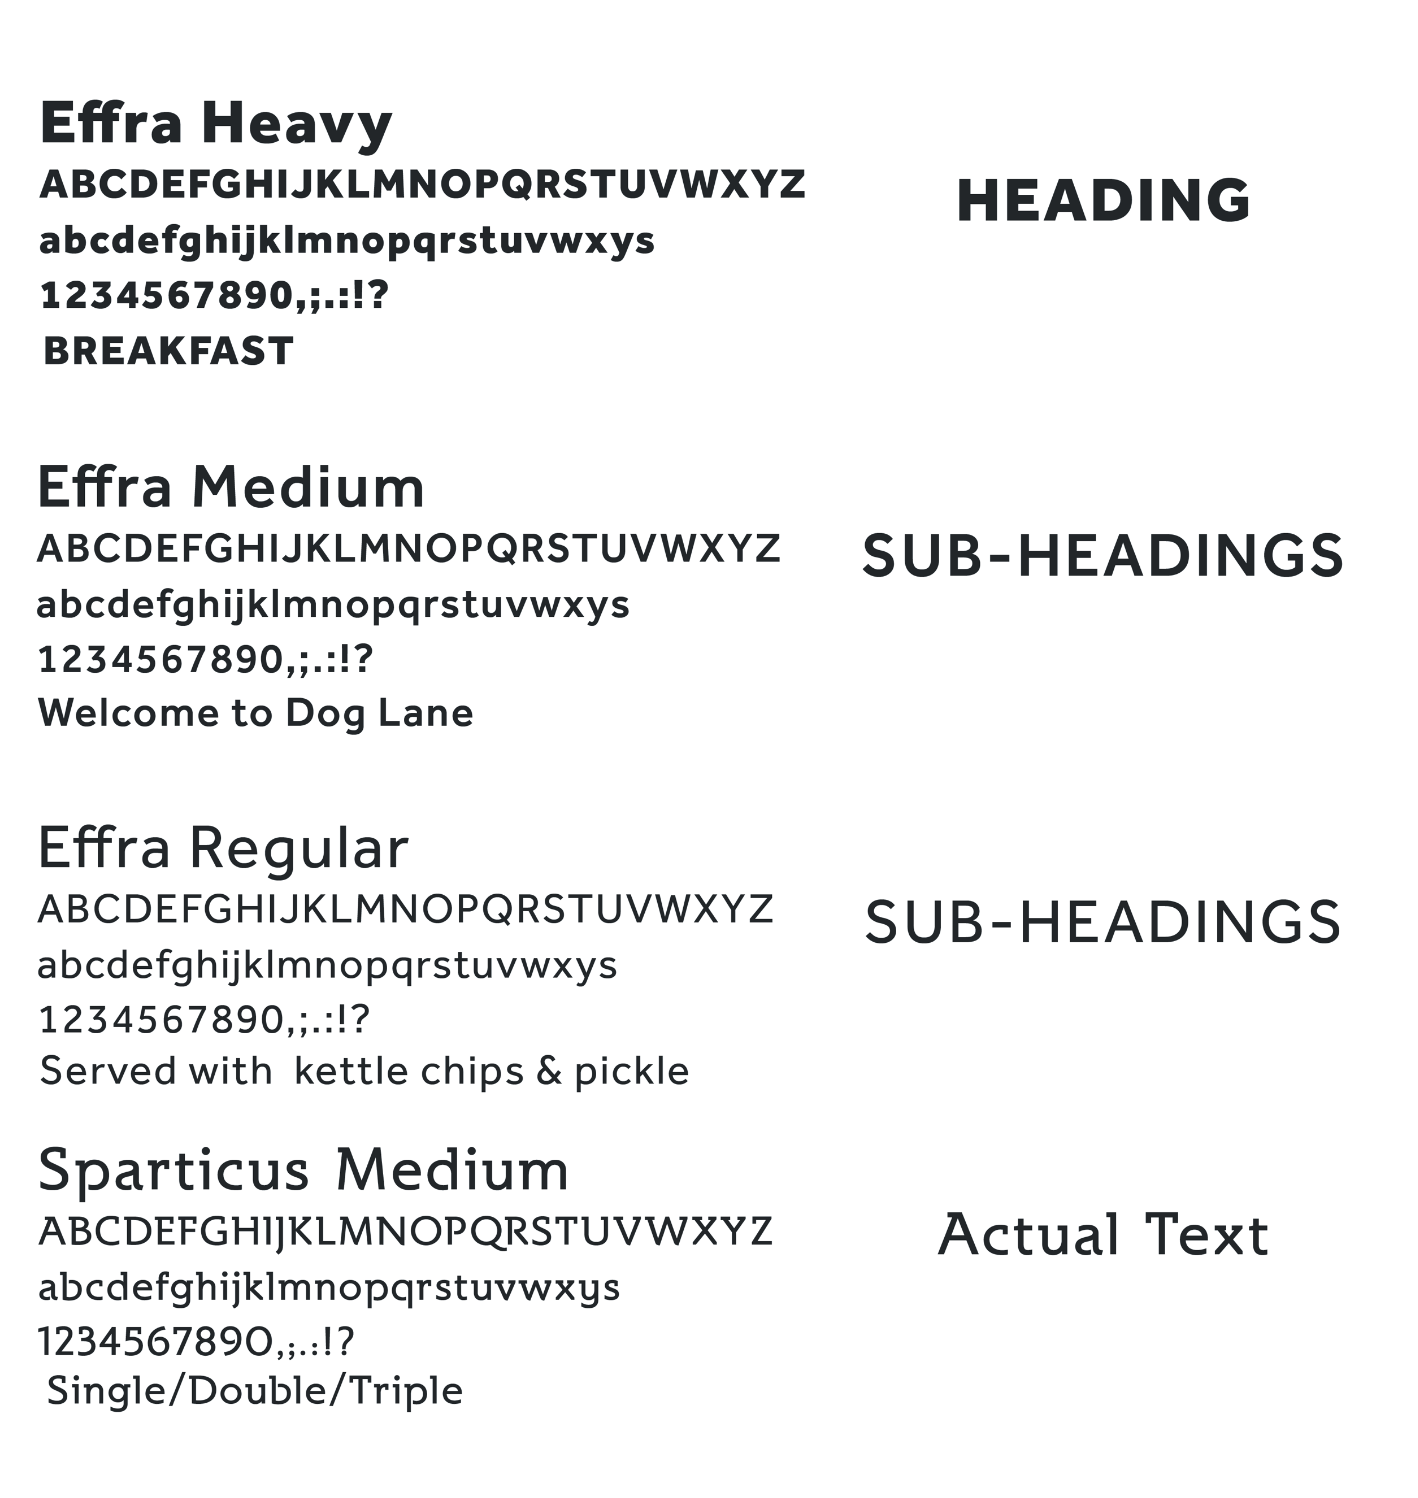 Effra Heavy
ABCDEFGHIJKLMNOPQRSTUVWXYZ
abcdefghijklmnopqrstuvwxys
1234567890,;.:!?
BREAKFAST
HEADING
Effra Medium
ABCDEFGHIJKLMNOPQRSTUVWXYZ
abcdefghijklmnopqrstuvwxys
1234567890,;.:!?
Welcome to Dog Lane
SUB-HEADINGS
Effra Regular
ABCDEFGHIJKLMNOPQRSTUVWXYZ
abcdefghijklmnopqrstuvwxys
1234567890,;.:!?
Served with kettle chips & pickle
SUB-HEADINGS
Sparticus Medium
ABCDEFGHIJKLMNOPQRSTUVWXYZ
abcdefghijklmnopqrstuvwxys
1234567890,;.:!?
Single/Double/Triple
Actual Text